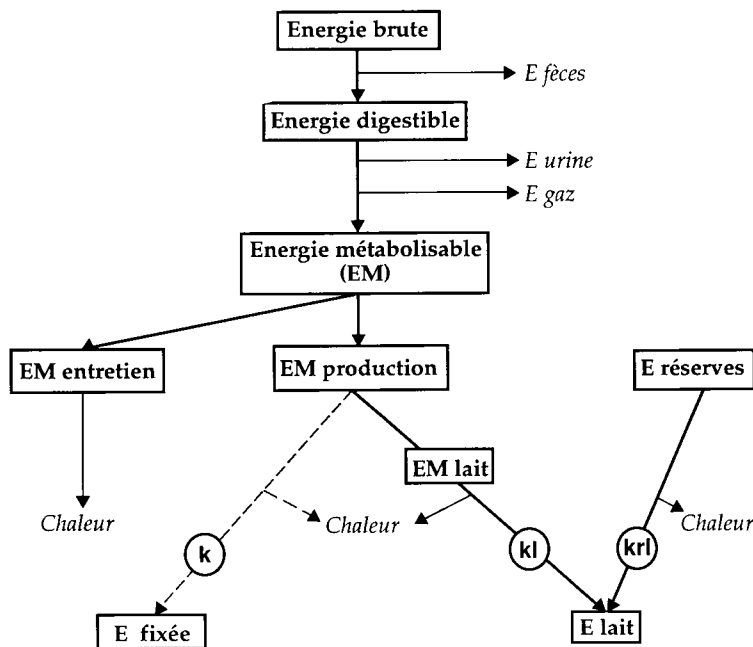 Energie brute
E fèces
Energie digestible
E urine
E gaz
Energie métabolisable
(EM)
EM entretien
EM production
E réserves
EM lait
Chaleur
Chaleur
Chaleur
k
kl
krl
E fixée
E lait